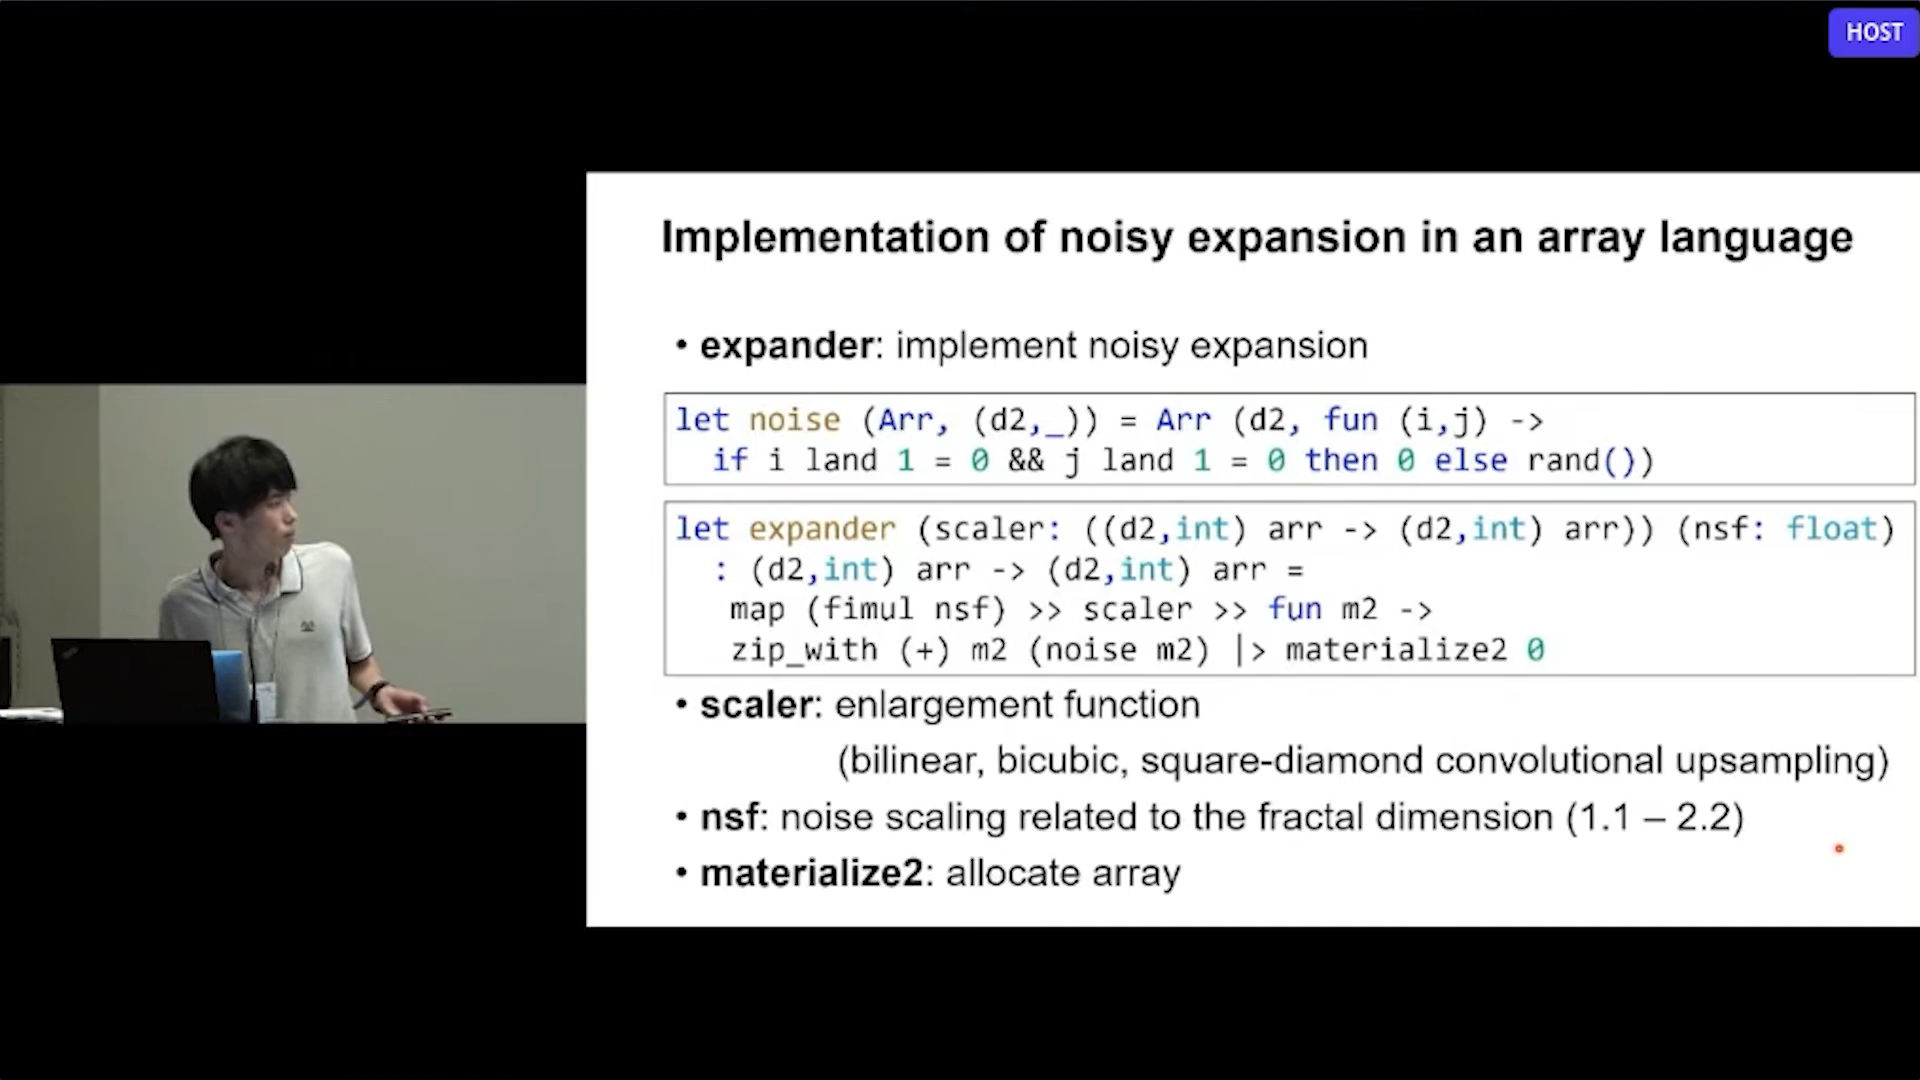 HOST
Implementation of noisy expansion in an array language
• expander: implement noisy expansion
let noise (Arr, (d2,_)) = Arr (d2, fun (i,j) ->
if i land 1 = 0 && j land 1 = 0 then 0 else rand())
let expander (scaler: ((d2,int) arr -> (d2,int) arr)) (nsf: float)
: (d2,int) arr -> (d2,int) arr =
map (fimul nsf) >> scaler >> fun m2 ->
zip_with (+) m2 (noise m2) |> materialize2 0
• scaler: enlargement function
(bilinear, bicubic, square-diamond convolutional upsampling)
• nsf: noise scaling related to the fractal dimension (1.1 – 2.2)
• materialize2: allocate array